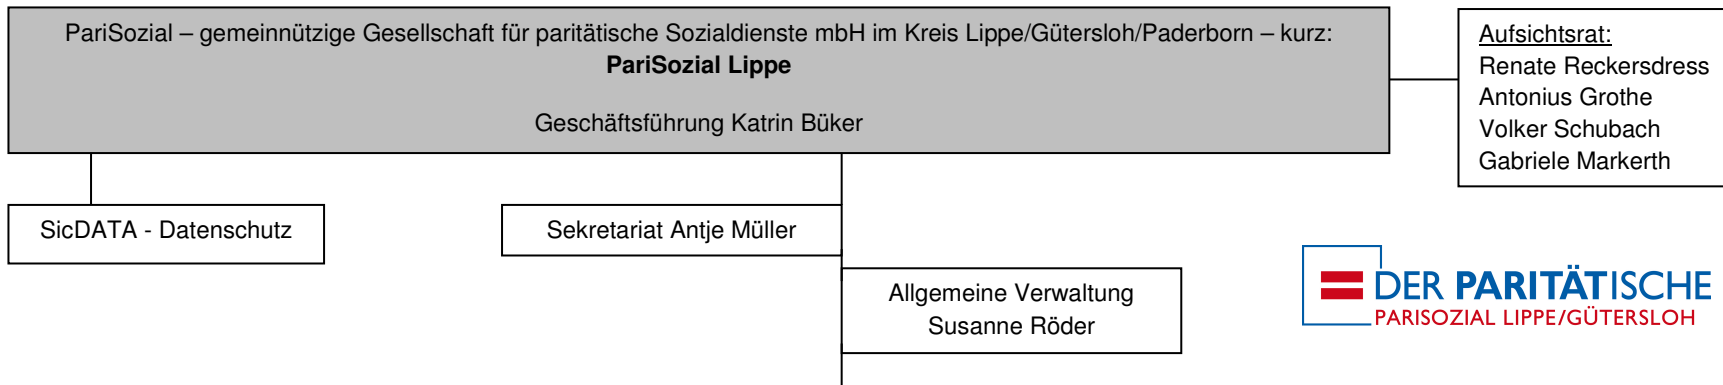 PariSozial – gemeinnützige Gesellschaft für paritätische Sozialdienste mbH im Kreis Lippe/Gütersloh/Paderborn – kurz:
PariSozial Lippe
Geschäftsführung Katrin Büker
Aufsichtsrat:
Renate Reckersdress
Antonius Grothe
Volker Schubach
Gabriele Markerth
SicDATA - Datenschutz
Sekretariat Antje Müller
Allgemeine Verwaltung
Susanne Röder
DER PARITÄTISCHE
PARISOZIAL LIPPE/GÜTERSLOH